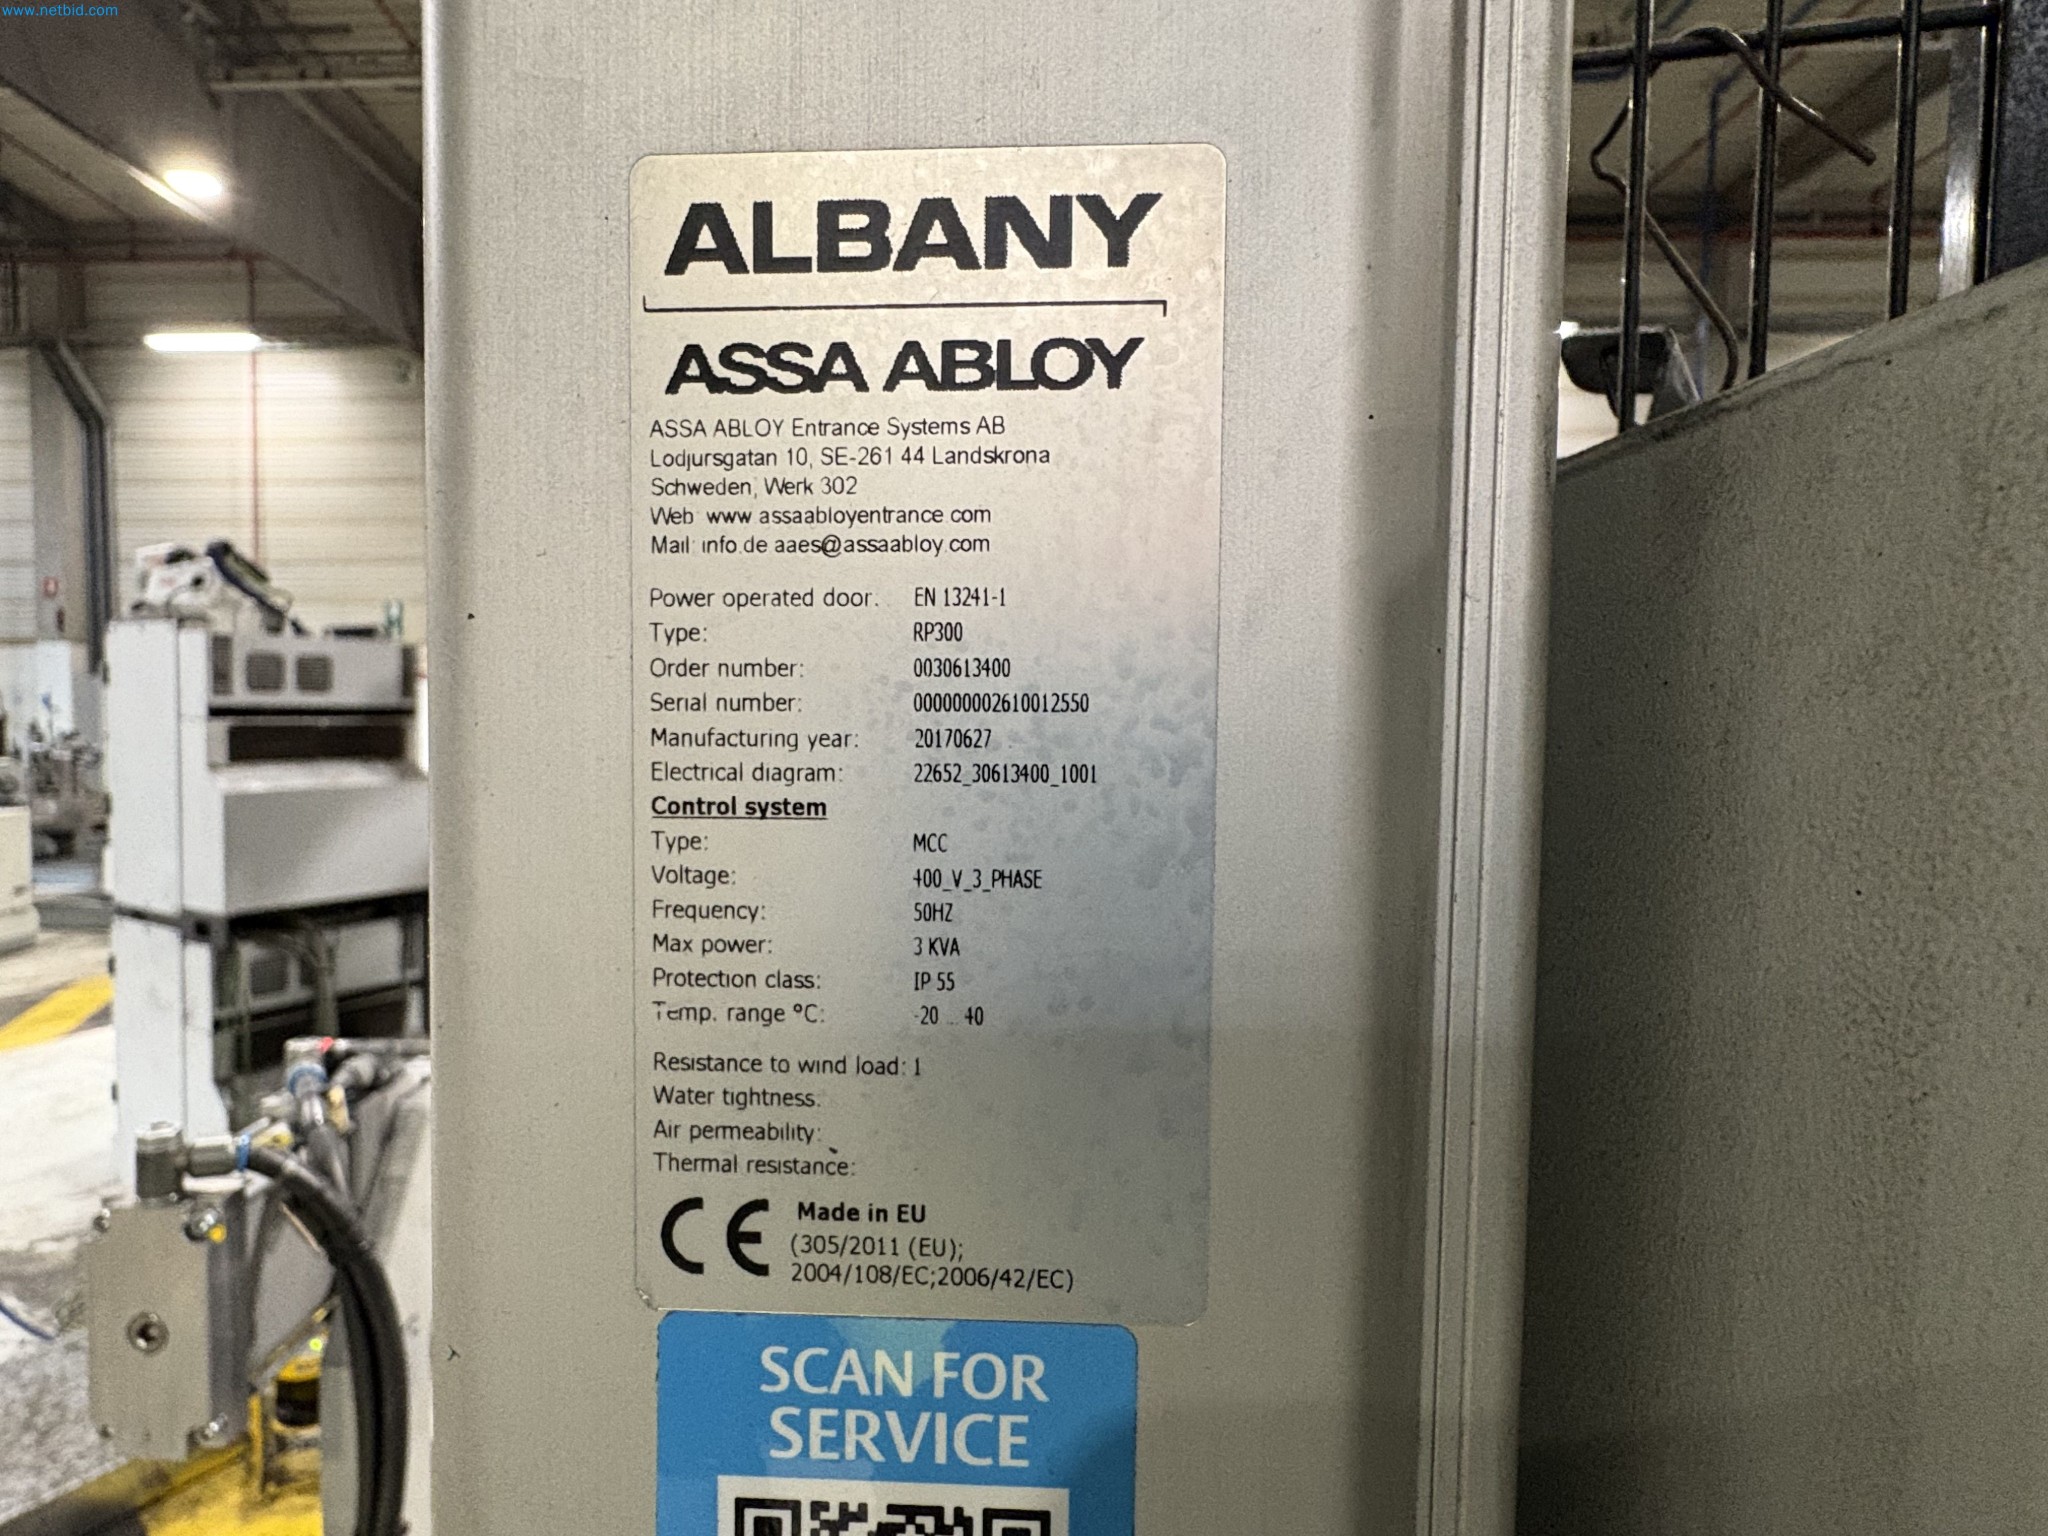 www.netbid.com
ALBANY
ASSA ABLOY
ASSA ABLOY Entrance Systems AB
Lodjursgatan 10, SE-261 44 Landskrona
Schweden, Werk 302
Web: www.assaabloyentrance.com
Mail: info.de.aaes@assaabloy.com
Power operated door: EN 13241-1
Type: RP300
Order number: 0030613400
Serial number: 000000002610012550
Manufacturing year: 20170627
Electrical diagram: 22652_30613400_1001
Control system
Type: MCC
Voltage: 400_V_3_PHASE
Frequency: 50HZ
Max power: 3 KVA
Protection class: IP 55
Temp. range °C: -20 ... 40
Resistance to wind load: 1
Water tightness:
Air permeability:
Thermal resistance:
CE Made in EU
(305/2011 (EU);
2004/108/EC;2006/42/EC)
SCAN FOR
SERVICE